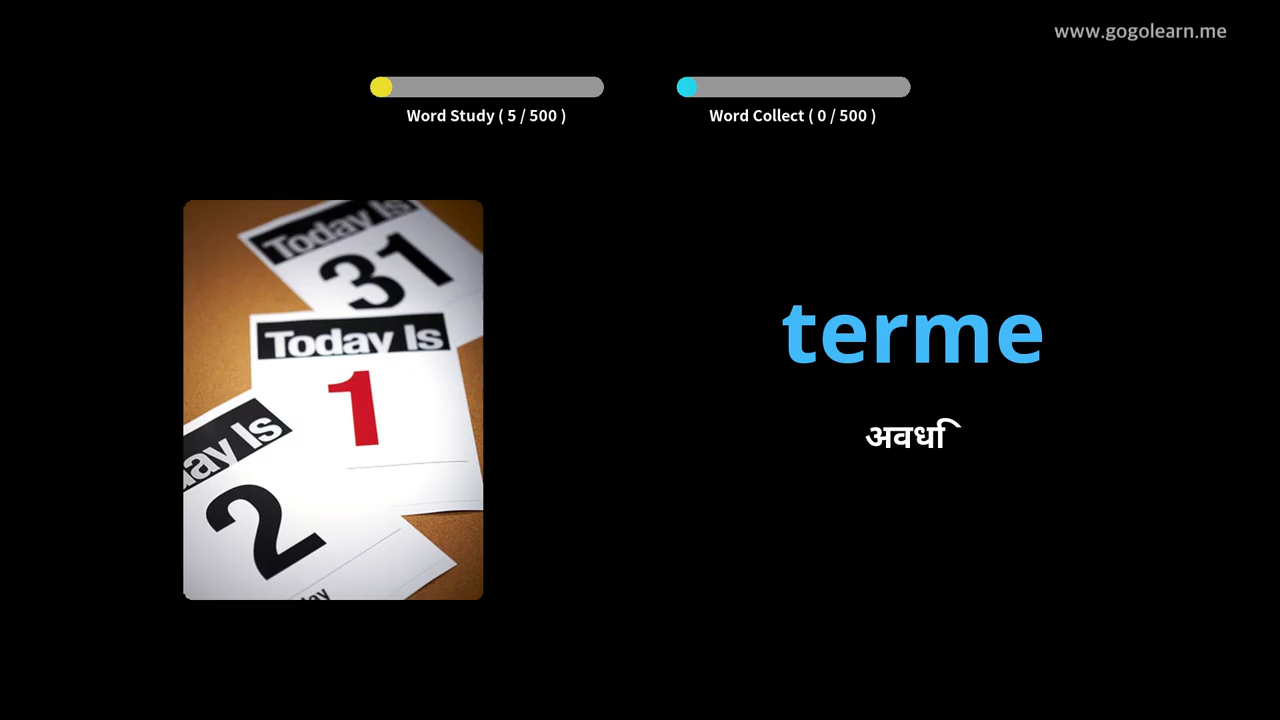 www.gogolearn.me
Word Study ( 5 / 500 )
Word Collect ( 0 / 500 )
Today Is
31
Today Is
1
ay Is
2
day
terme
अवधि